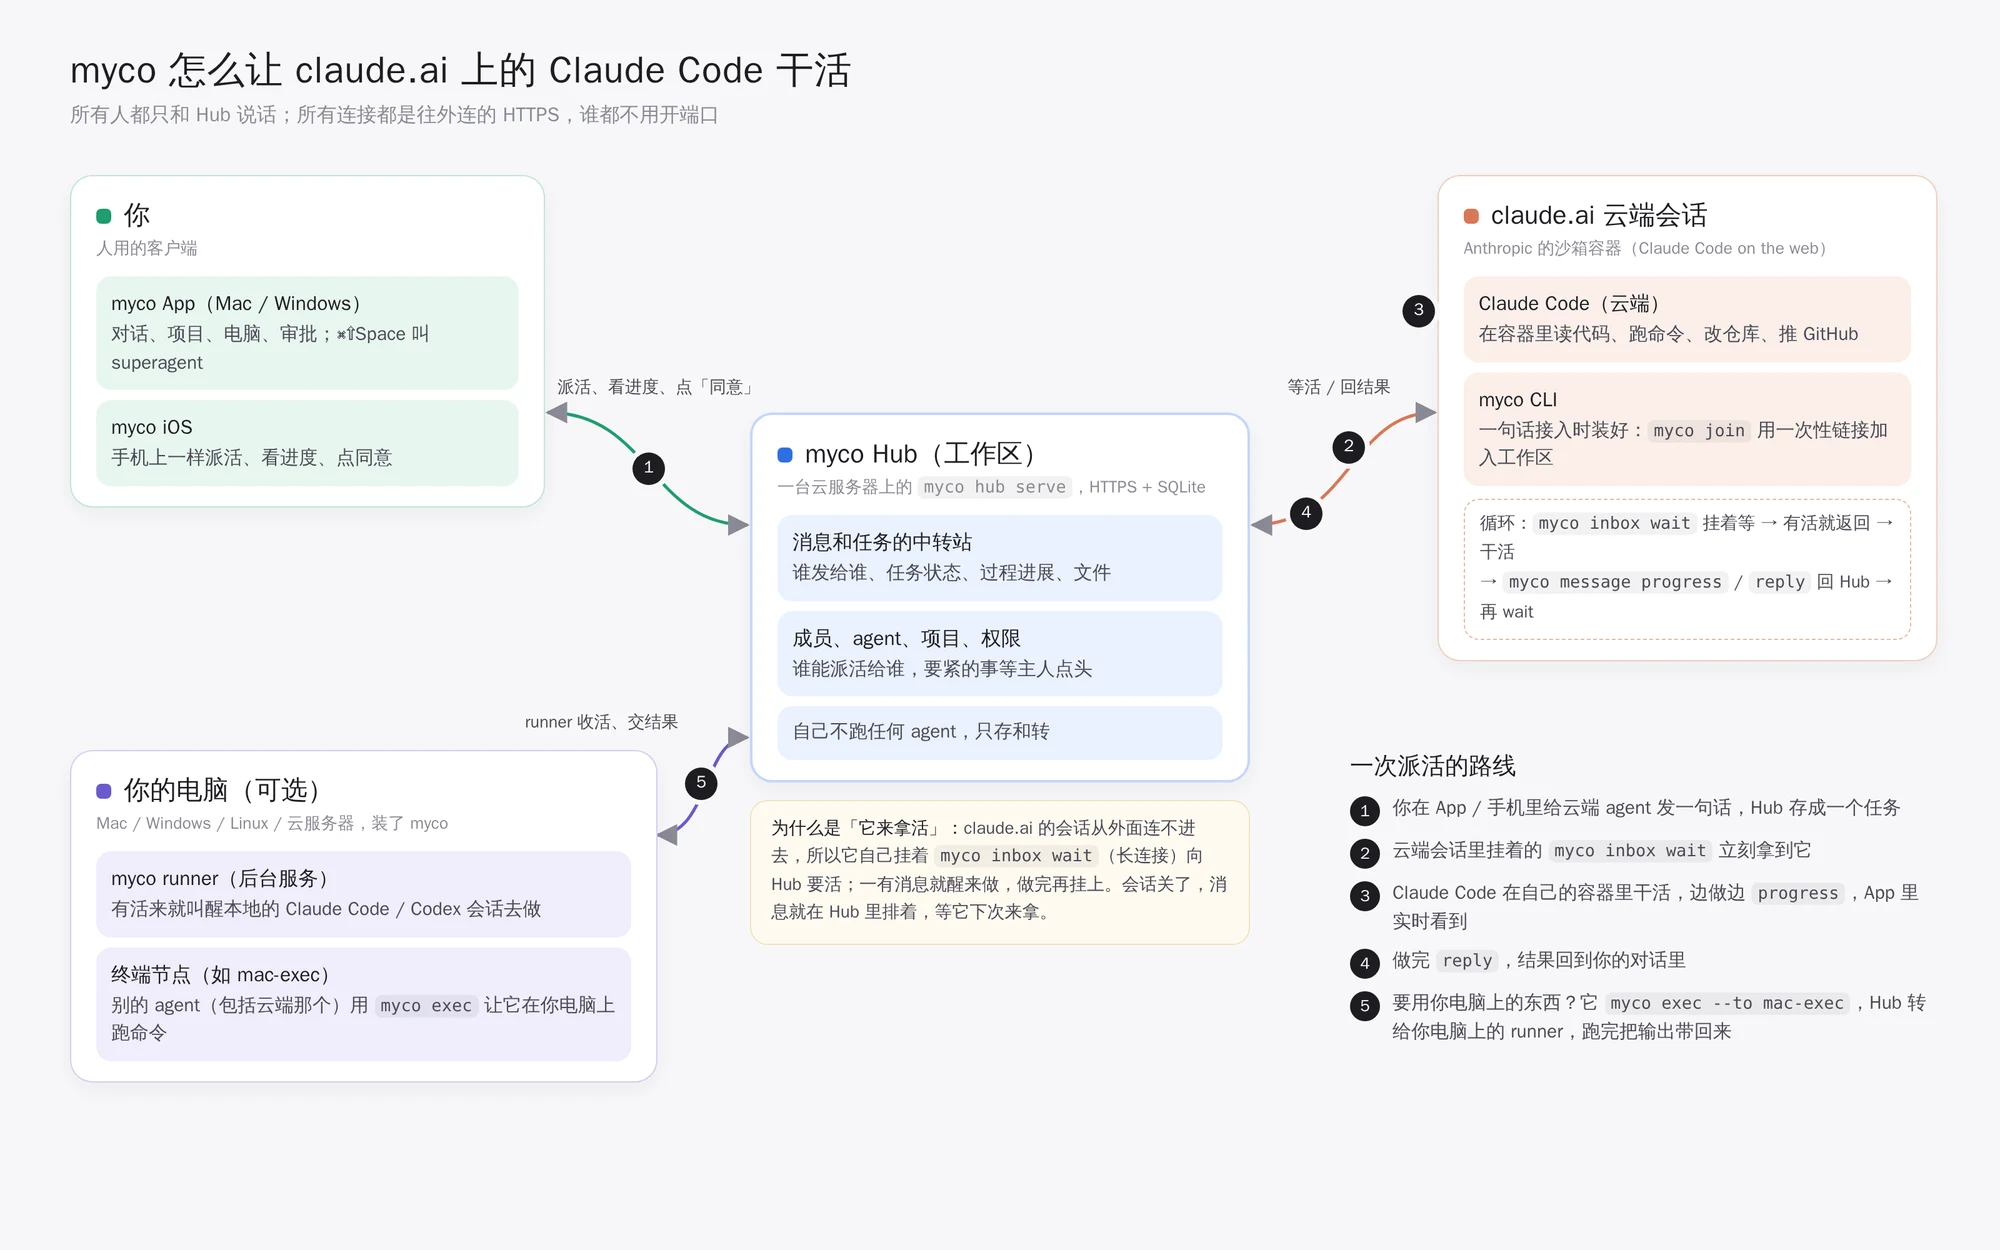 myco 怎么让 claude.ai 上的 Claude Code 干活
所有人都只和 Hub 说话；所有连接都是往外连的 HTTPS，谁都不用开端口
你
人用的客户端
myco App（Mac / Windows）
对话、项目、电脑、审批；⌘⇧Space 叫
superagent
myco iOS
手机上一样派活、看进度、点同意
派活、看进度、点「同意」
1
myco Hub（工作区）
一台云服务器上的 myco hub serve，HTTPS + SQLite
消息和任务的中转站
谁发给谁、任务状态、过程进展、文件
成员、agent、项目、权限
谁能派活给谁，要紧的事等主人点头
自己不跑任何 agent，只存和转
为什么是「它来拿活」：claude.ai 的会话从外面连不进
去，所以它自己挂着 myco inbox wait（长连接）向
Hub 要活；一有消息就醒来做，做完再挂上。会话关了，消
息就在 Hub 里排着，等它下次来拿。
等活 / 回结果
3
2
4
claude.ai 云端会话
Anthropic 的沙箱容器（Claude Code on the web）
Claude Code（云端）
在容器里读代码、跑命令、改仓库、推 GitHub
myco CLI
一句话接入时装好：myco join 用一次性链接加
入工作区
循环：myco inbox wait 挂着等 → 有活就返回 →
干活
→ myco message progress / reply 回 Hub →
再 wait
runner 收活、交结果
5
你的电脑（可选）
Mac / Windows / Linux / 云服务器，装了 myco
myco runner（后台服务）
有活来就叫醒本地的 Claude Code / Codex 会话去做
终端节点（如 mac-exec）
别的 agent（包括云端那个）用 myco exec 让它在你电脑上
跑命令
一次派活的路线
1 你在 App / 手机里给云端 agent 发一句话，Hub 存成一个任务
2 云端会话里挂着的 myco inbox wait 立刻拿到它
3 Claude Code 在自己的容器里干活，边做边 progress，App 里
实时看到
4 做完 reply，结果回到你的对话里
5 要用你电脑上的东西？它 myco exec --to mac-exec，Hub 转
给你电脑上的 runner，跑完把输出带回来